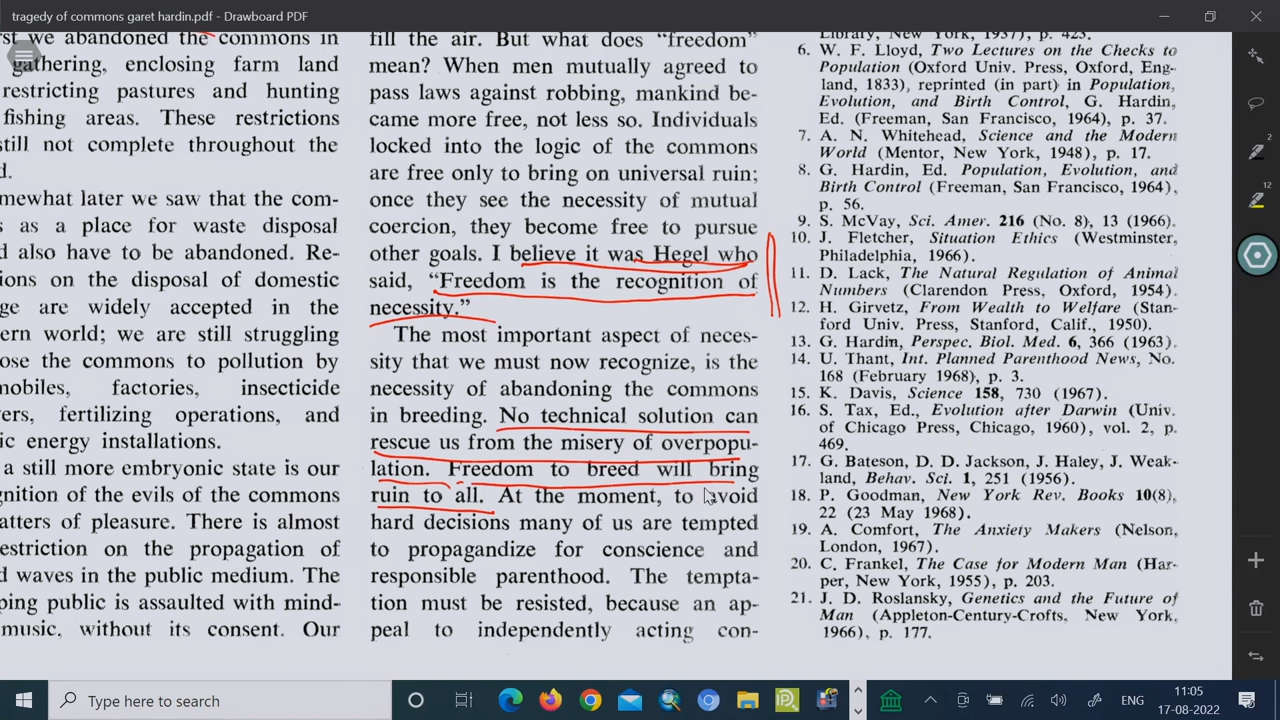 tragedy of commons garet hardin.pdf - Drawboard PDF
rst we abandoned the commons in
gathering, enclosing farm land
restricting pastures and hunting
fishing areas. These restrictions
still not complete throughout the
d.
mewhat later we saw that the com-
s as a place for waste disposal
d also have to be abandoned. Re-
ions on the disposal of domestic
ge are widely accepted in the
ern world; we are still struggling
ose the commons to pollution by
mobiles, factories, insecticide
ers, fertilizing operations, and
ic energy installations.
a still more embryonic state is our
gnition of the evils of the commons
atters of pleasure. There is almost
estriction on the propagation of
d waves in the public medium. The
ping public is assaulted with mind-
music, without its consent. Our
fill the air. But what does “freedom”
mean? When men mutually agreed to
pass laws against robbing, mankind be-
came more free, not less so. Individuals
locked into the logic of the commons
are free only to bring on universal ruin;
once they see the necessity of mutual
coercion, they become free to pursue
other goals. I believe it was Hegel who
said, “Freedom is the recognition of
necessity.”
The most important aspect of neces-
sity that we must now recognize, is the
necessity of abandoning the commons
in breeding. No technical solution can
rescue us from the misery of overpopu-
lation. Freedom to breed will bring
ruin to all. At the moment, to avoid
hard decisions many of us are tempted
to propagandize for conscience and
responsible parenthood. The tempta-
tion must be resisted, because an ap-
peal to independently acting con-
Library, New York, 1937), p. 423.
6. W. F. Lloyd, Two Lectures on the Checks to
Population (Oxford Univ. Press, Oxford, Eng-
land, 1833), reprinted (in part) in Population,
Evolution, and Birth Control, G. Hardin,
Ed. (Freeman, San Francisco, 1964), p. 37.
7. A. N. Whitehead, Science and the Modern
World (Mentor, New York, 1948), p. 17.
8. G. Hardin, Ed. Population, Evolution, and
Birth Control (Freeman, San Francisco, 1964),
p. 56.
9. S. McVay, Sci. Amer. 216 (No. 8), 13 (1966).
10. J. Fletcher, Situation Ethics (Westminster,
Philadelphia, 1966).
11. D. Lack, The Natural Regulation of Animal
Numbers (Clarendon Press, Oxford, 1954).
12. H. Girvetz, From Wealth to Welfare (Stan-
ford Univ. Press, Stanford, Calif., 1950).
13. G. Hardin, Perspec. Biol. Med. 6, 366 (1963).
14. U. Thant, Int. Planned Parenthood News, No.
168 (February 1968), p. 3.
15. K. Davis, Science 158, 730 (1967).
16. S. Tax, Ed., Evolution after Darwin (Univ.
of Chicago Press, Chicago, 1960), vol. 2, p.
469.
17. G. Bateson, D. D. Jackson, J. Haley, J. Weak-
land, Behav. Sci. 1, 251 (1956).
18. P. Goodman, New York Rev. Books 10(8),
22 (23 May 1968).
19. A. Comfort, The Anxiety Makers (Nelson,
London, 1967).
20. C. Frankel, The Case for Modern Man (Har-
per, New York, 1955), p. 203.
21. J. D. Roslansky, Genetics and the Future of
Man (Appleton-Century-Crofts, New York,
1966), p. 177.
2
12
Type here to search
ENG
11:05
17-08-2022